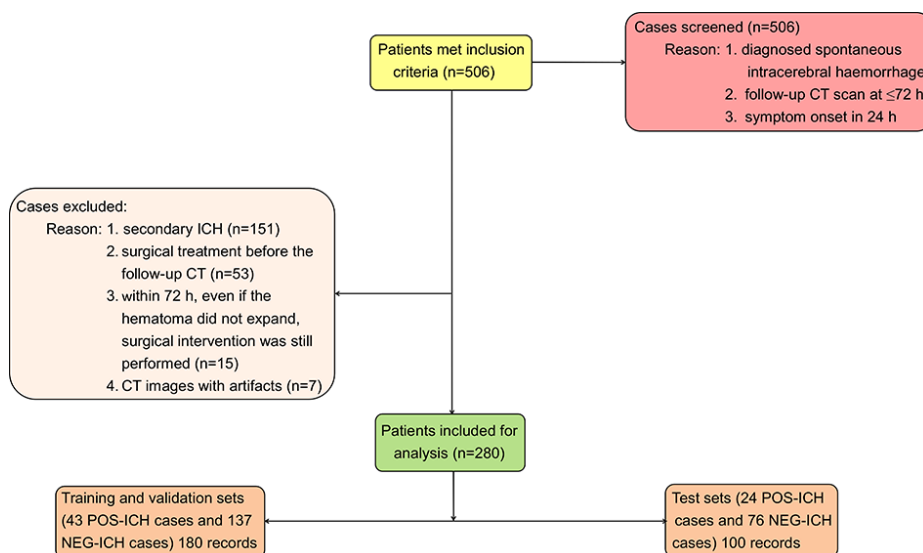 Patients met inclusion
criteria (n=506)
Cases screened (n=506)
Reason: 1. diagnosed spontaneous
intracerebral haemorrhage
2. follow-up CT scan at ≤72 h
3. symptom onset in 24 h
Cases excluded:
Reason: 1. secondary ICH (n=151)
2. surgical treatment before the
follow-up CT (n=53)
3. within 72 h, even if the
hematoma did not expand,
surgical intervention was still
performed (n=15)
4. CT images with artifacts (n=7)
Patients included for
analysis (n=280)
Training and validation sets
(43 POS-ICH cases and 137
NEG-ICH cases) 180 records
Test sets (24 POS-ICH
cases and 76 NEG-ICH
cases) 100 records